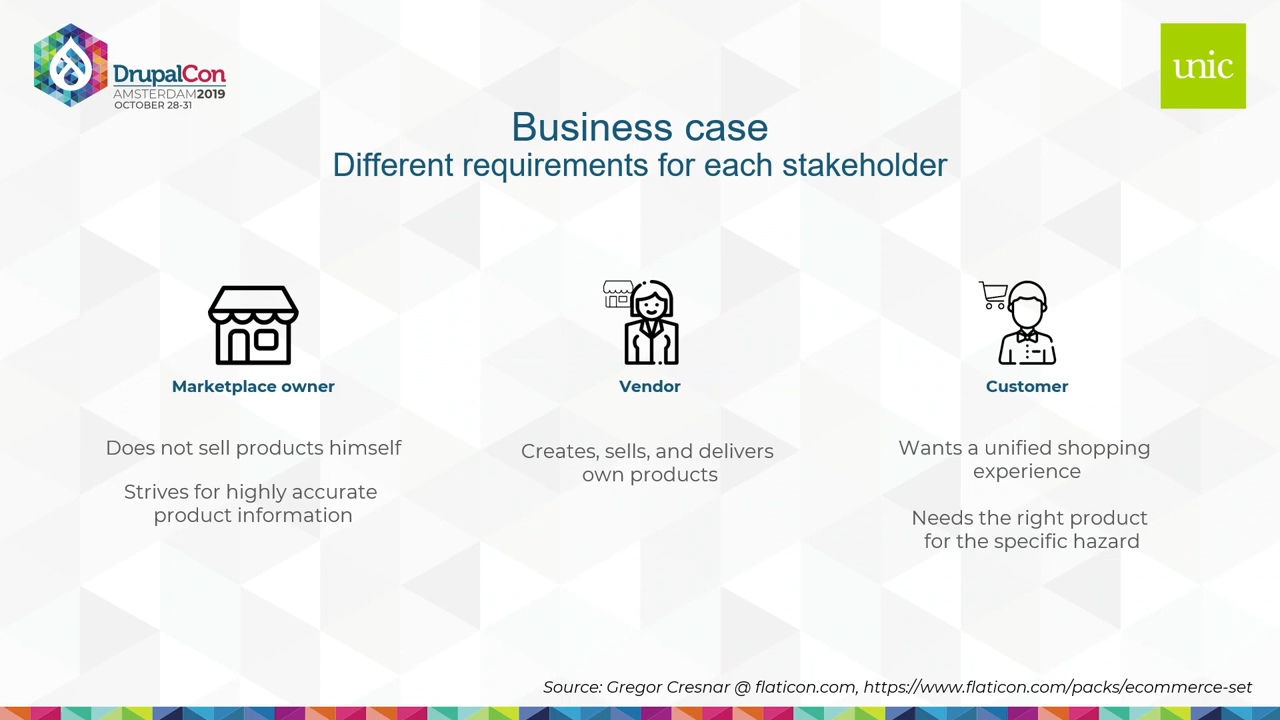 DrupalCon
AMSTERDAM2019
OCTOBER 28-31
unic
Business case
Different requirements for each stakeholder
Marketplace owner
Does not sell products himself
Strives for highly accurate
product information
Vendor
Creates, sells, and delivers
own products
Customer
Wants a unified shopping
experience
Needs the right product
for the specific hazard
Source: Gregor Cresnar @ flaticon.com, https://www.flaticon.com/packs/ecommerce-set